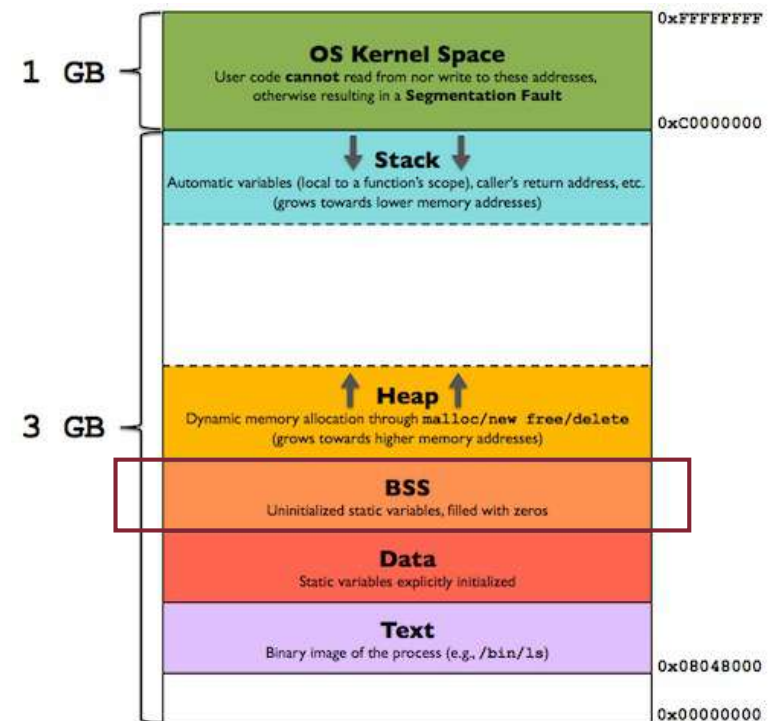 0xFFFFFFFF
1 GB
OS Kernel Space
User code cannot read from nor write to these addresses,
otherwise resulting in a Segmentation Fault
0xC0000000
Stack
Automatic variables (local to a function's scope), caller's return address, etc.
(grows towards lower memory addresses)
Heap
3 GB
Dynamic memory allocation through malloc/new free/delete
(grows towards higher memory addresses)
BSS
Uninitialized static variables, filled with zeros
Data
Static variables explicitly initialized
Text
Binary image of the process (e.g., /bin/ls)
0x08048000
0x00000000